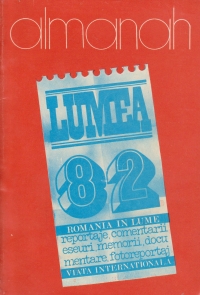 almanah
LUMEA
82
ROMANIA IN LUME
reportaje, comentarii,
eseuri, memorii, docu
mentare, fotoreportaj
VIATA INTERNATIONALA